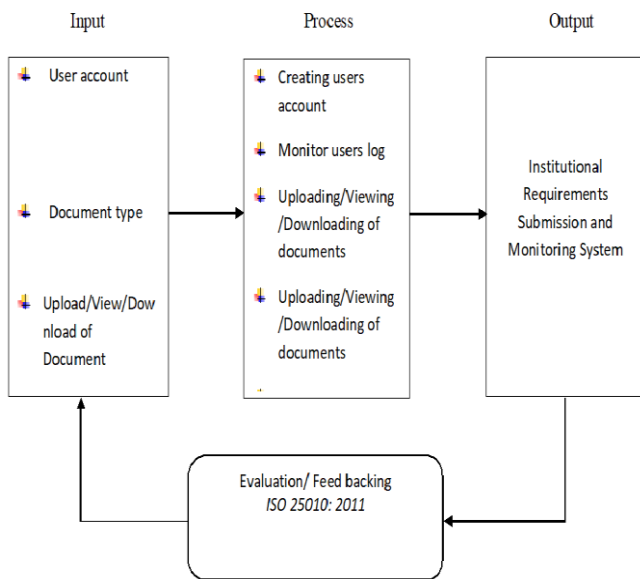 Input
User account
Document type
Upload/View/Dow
nload of
Document
Process
Creating users
account
Monitor users log
Uploading/Viewing
/Downloading of
documents
Uploading/Viewing
/Downloading of
documents
Output
Institutional
Requirements
Submission and
Monitoring System
Evaluation/ Feed backing
ISO 25010: 2011